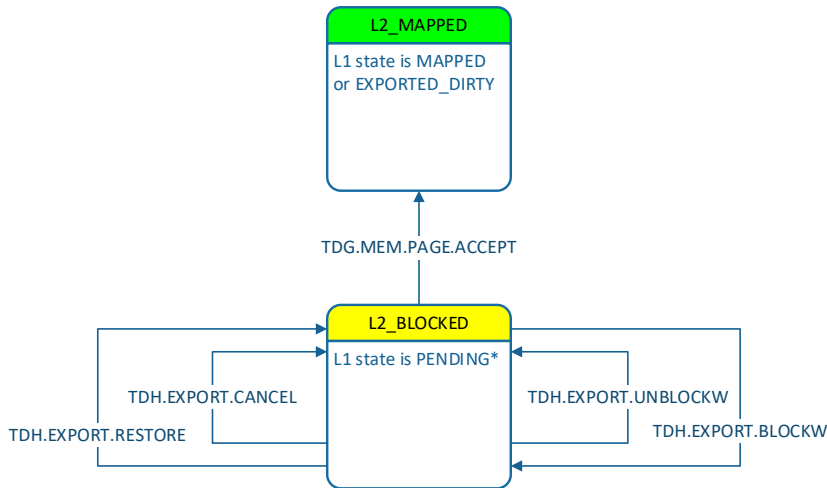 L2_MAPPED
L1 state is MAPPED
or EXPORTED_DIRTY
TDG.MEM.PAGE.ACCEPT
L2_BLOCKED
L1 state is PENDING*
TDH.EXPORT.CANCEL
TDH.EXPORT.UNBLOCKW
TDH.EXPORT.RESTORE
TDH.EXPORT.BLOCKW